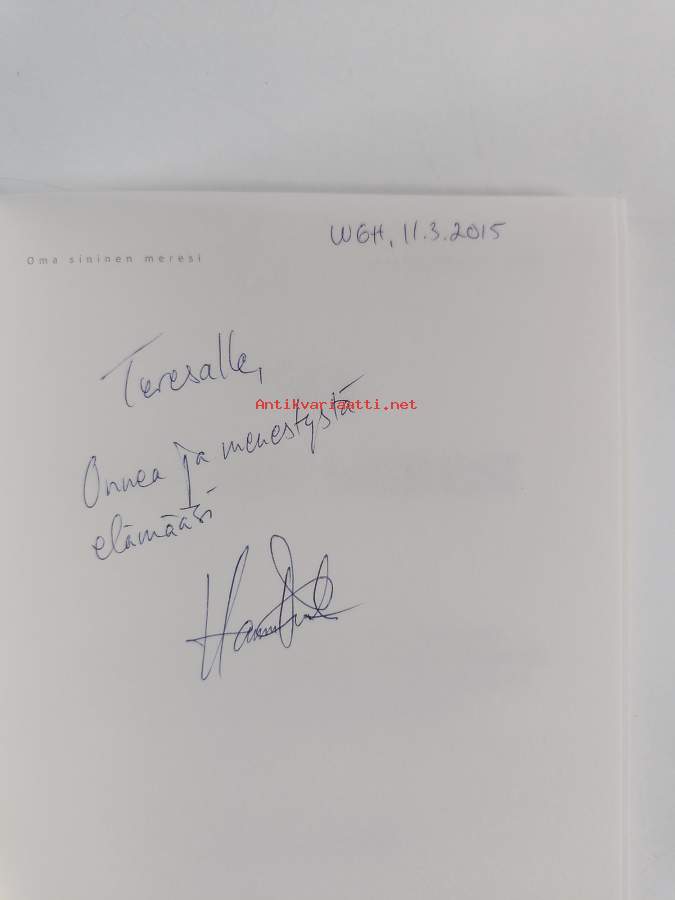 WGH, 11.3.2015
Oma sininen meresi
Teresalle,
Antikvariaatti.net
Onnea ja menestystä
elämääsi